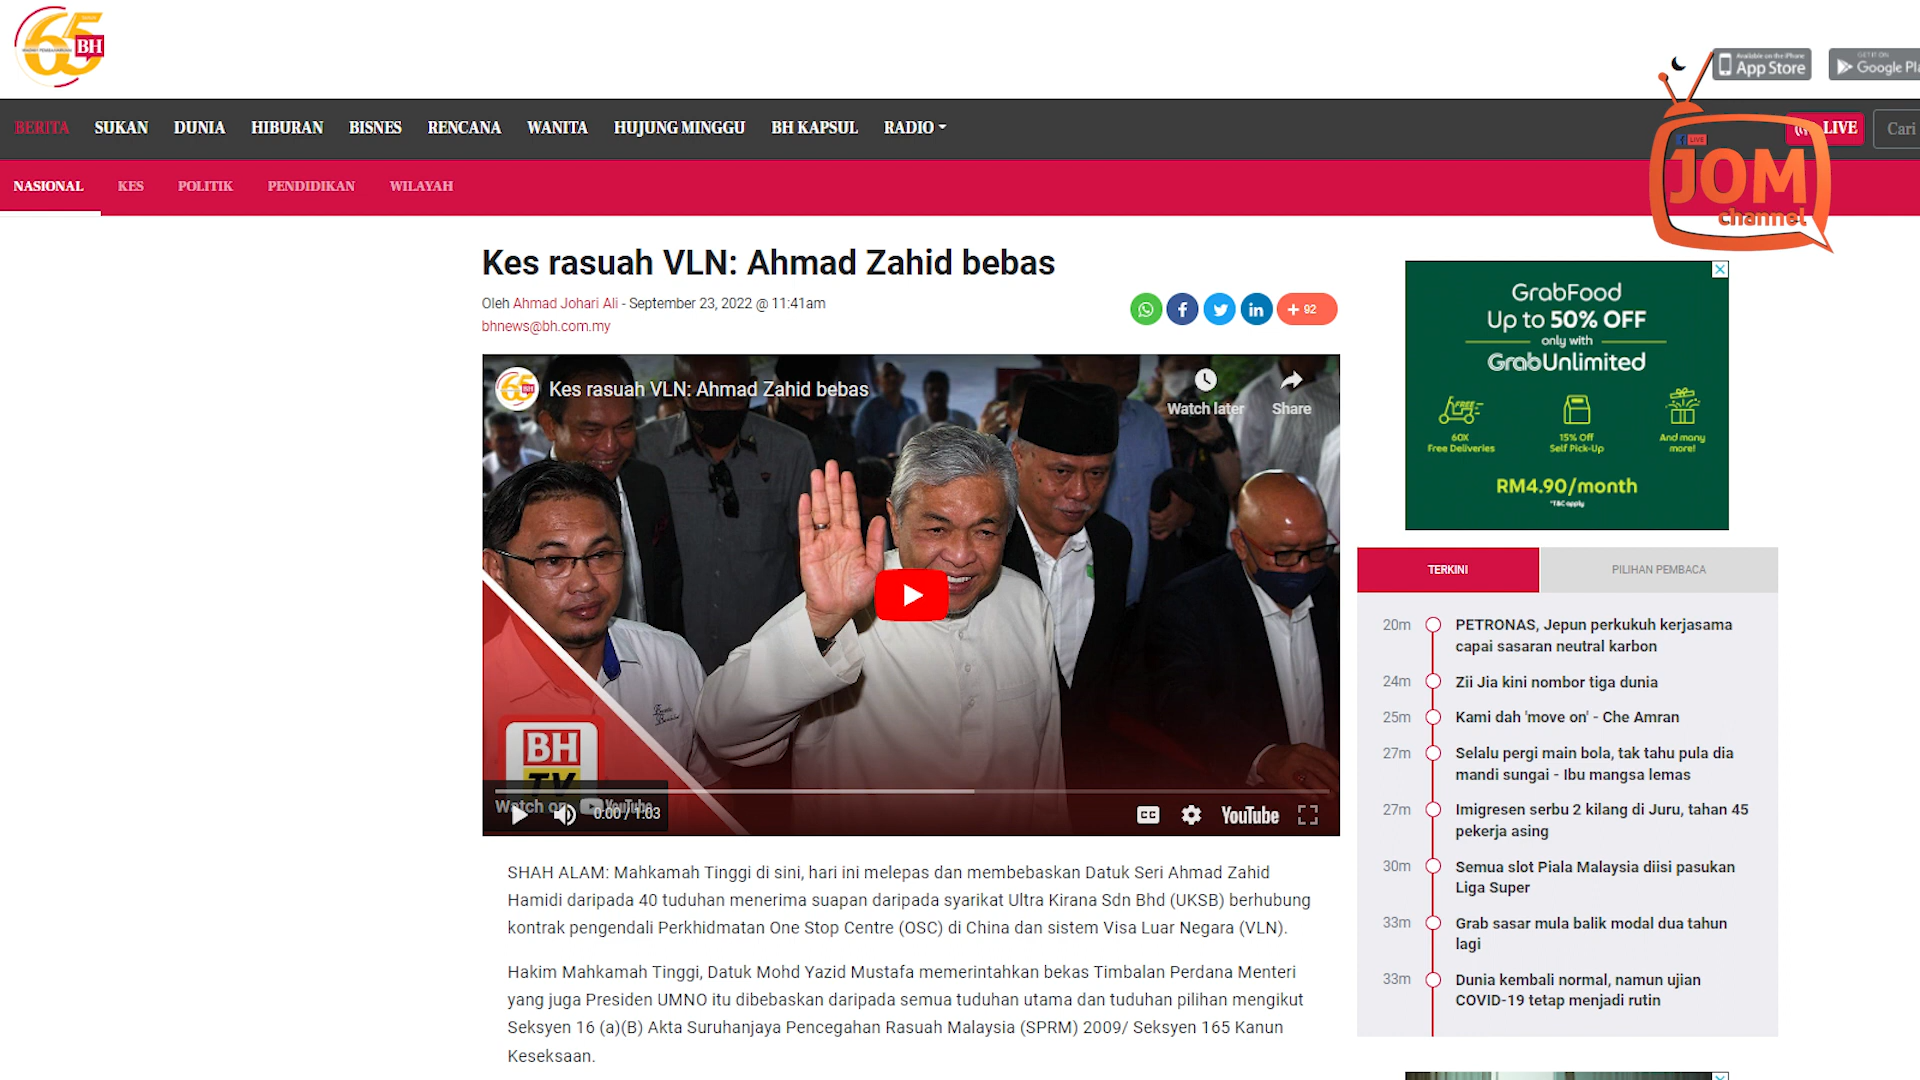 65
BH
Available on the iPhone
App Store
GET IT ON
Google Pla
BERITA SUKAN DUNIA HIBURAN BISNES RENCANA WANITA HUJUNG MINGGU BH KAPSUL RADIO
LIVE
Cari
LIVE
JOM
channel
NASIONAL KES POLITIK PENDIDIKAN WILAYAH
Kes rasuah VLN: Ahmad Zahid bebas
Oleh Ahmad Johari Ali - September 23, 2022 @ 11:41am
bhnews@bh.com.my
92
65 BH
Kes rasuah VLN: Ahmad Zahid bebas
Watch later
Share
BH
TV
Watch on YouTube
0:00 / 1:03
CC
YouTube
SHAH ALAM: Mahkamah Tinggi di sini, hari ini melepas dan membebaskan Datuk Seri Ahmad Zahid
Hamidi daripada 40 tuduhan menerima suapan daripada syarikat Ultra Kirana Sdn Bhd (UKSB) berhubung
kontrak pengendali Perkhidmatan One Stop Centre (OSC) di China dan sistem Visa Luar Negara (VLN).
Hakim Mahkamah Tinggi, Datuk Mohd Yazid Mustafa memerintahkan bekas Timbalan Perdana Menteri
yang juga Presiden UMNO itu dibebaskan daripada semua tuduhan utama dan tuduhan pilihan mengikut
Seksyen 16 (a)(B) Akta Suruhanjaya Pencegahan Rasuah Malaysia (SPRM) 2009/ Seksyen 165 Kanun
Keseksaan.
GrabFood
Up to 50% OFF
only with
GrabUnlimited
FREE
60X
Free Deliveries
15% Off
Self Pick-Up
And many
more!
RM4.90/month
*T&C apply
TERKINI
PILIHAN PEMBACA
20m PETRONAS, Jepun perkukuh kerjasama
capai sasaran neutral karbon
24m Zii Jia kini nombor tiga dunia
25m Kami dah 'move on' - Che Amran
27m Selalu pergi main bola, tak tahu pula dia
mandi sungai - Ibu mangsa lemas
27m Imigresen serbu 2 kilang di Juru, tahan 45
pekerja asing
30m Semua slot Piala Malaysia diisi pasukan
Liga Super
33m Grab sasar mula balik modal dua tahun
lagi
33m Dunia kembali normal, namun ujian
COVID-19 tetap menjadi rutin